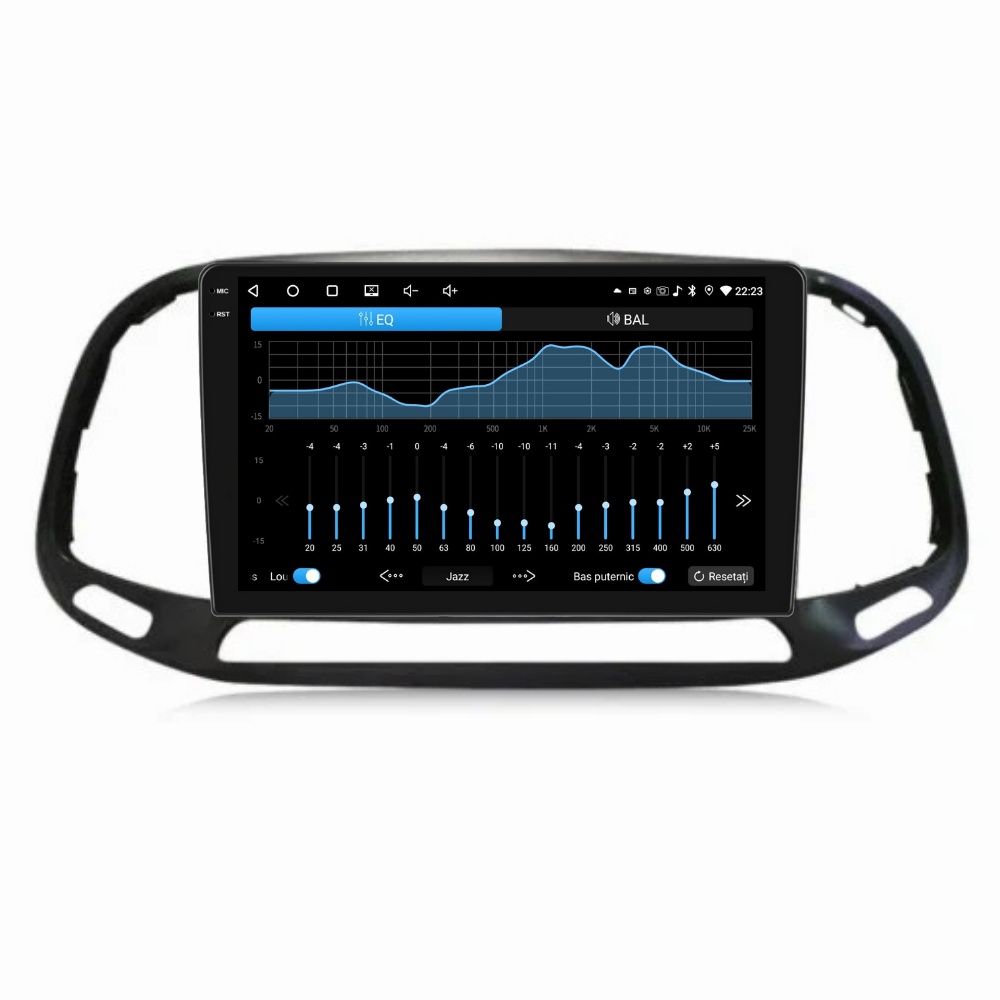 MIC
22:23
RST
EQ
BAL
15
0
-15
20 50 100 200 500 1K 2K 5K 10K 25K
-4 -4 -3 -1 0 -4 -6 -10 -10 -11 -4 -3 -2 -2 +2 +5
15
0
-15
20 25 31 40 50 63 80 100 125 160 200 250 315 400 500 630
s Lou Jazz Bas puternic Resetați